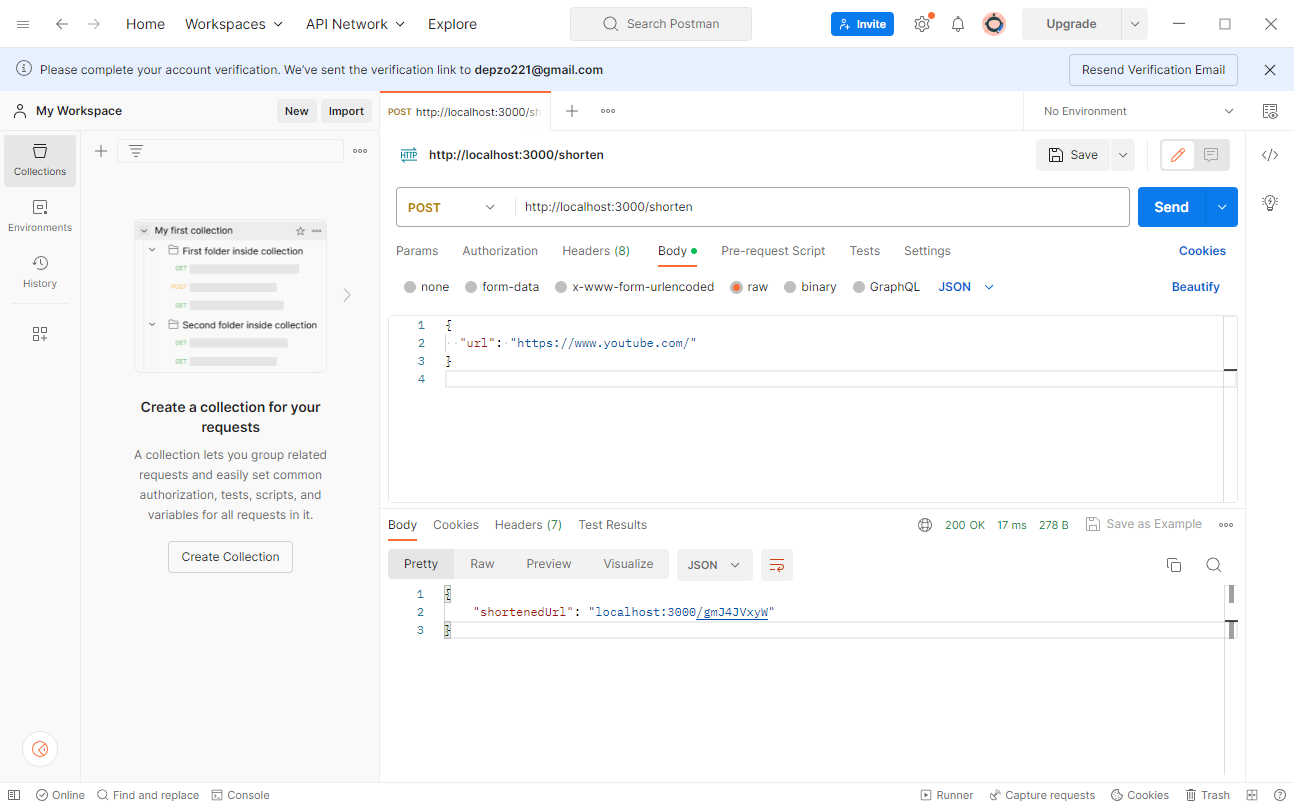 Home Workspaces API Network Explore Search Postman Invite Upgrade
Please complete your account verification. We've sent the verification link to depzo221@gmail.com Resend Verification Email
My Workspace New Import POST http://localhost:3000/sh No Environment
Collections
Environments
History
My first collection
First folder inside collection
GET
POST
GET
Second folder inside collection
GET
GET
Create a collection for your
requests
A collection lets you group related
requests and easily set common
authorization, tests, scripts, and
variables for all requests in it.
Create Collection
HTTP http://localhost:3000/shorten Save
POST http://localhost:3000/shorten Send
Params Authorization Headers (8) Body Pre-request Script Tests Settings Cookies
none form-data x-www-form-urlencoded raw binary GraphQL JSON Beautify
1 {
2 "url": "https://www.youtube.com/"
3 }
4
Body Cookies Headers (7) Test Results 200 OK 17 ms 278 B Save as Example
Pretty Raw Preview Visualize JSON
1 {
2 "shortenedUrl": "localhost:3000/gmJ4JVxyW"
3 }
Online Find and replace Console Runner Capture requests Cookies Trash